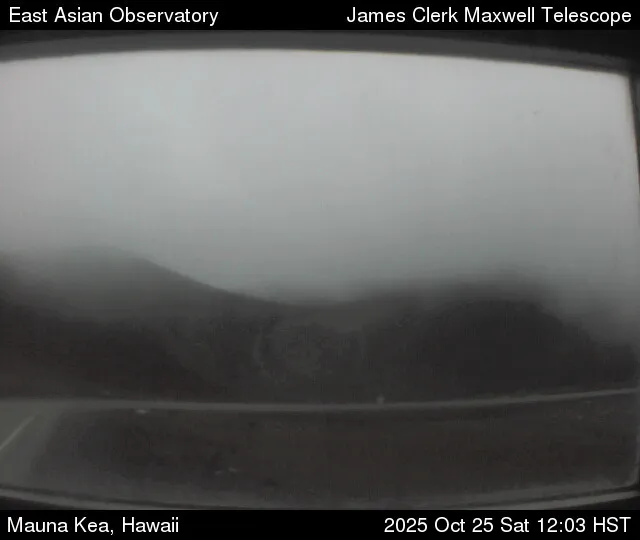 East Asian Observatory
James Clerk Maxwell Telescope
Mauna Kea, Hawaii
2025 Oct 25 Sat 12:03 HST